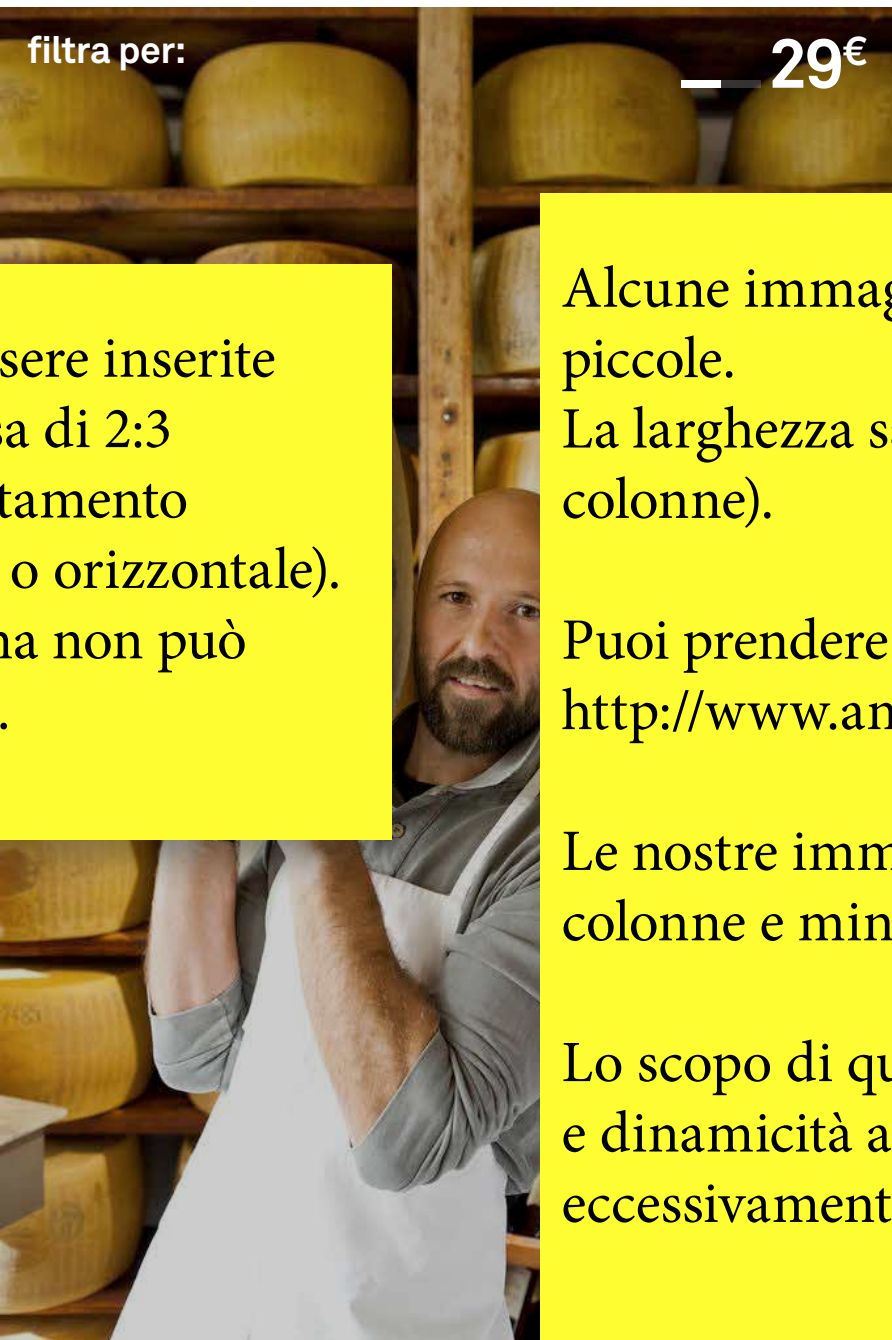 filtra per:
29€
sere inserite
sa di 2:3
tamento
o orizzontale).
na non può
.
Alcune immag
piccole.
La larghezza s
colonne).
Puoi prendere
http://www.an
Le nostre imm
colonne e min
Lo scopo di qu
e dinamicità a
eccessivament